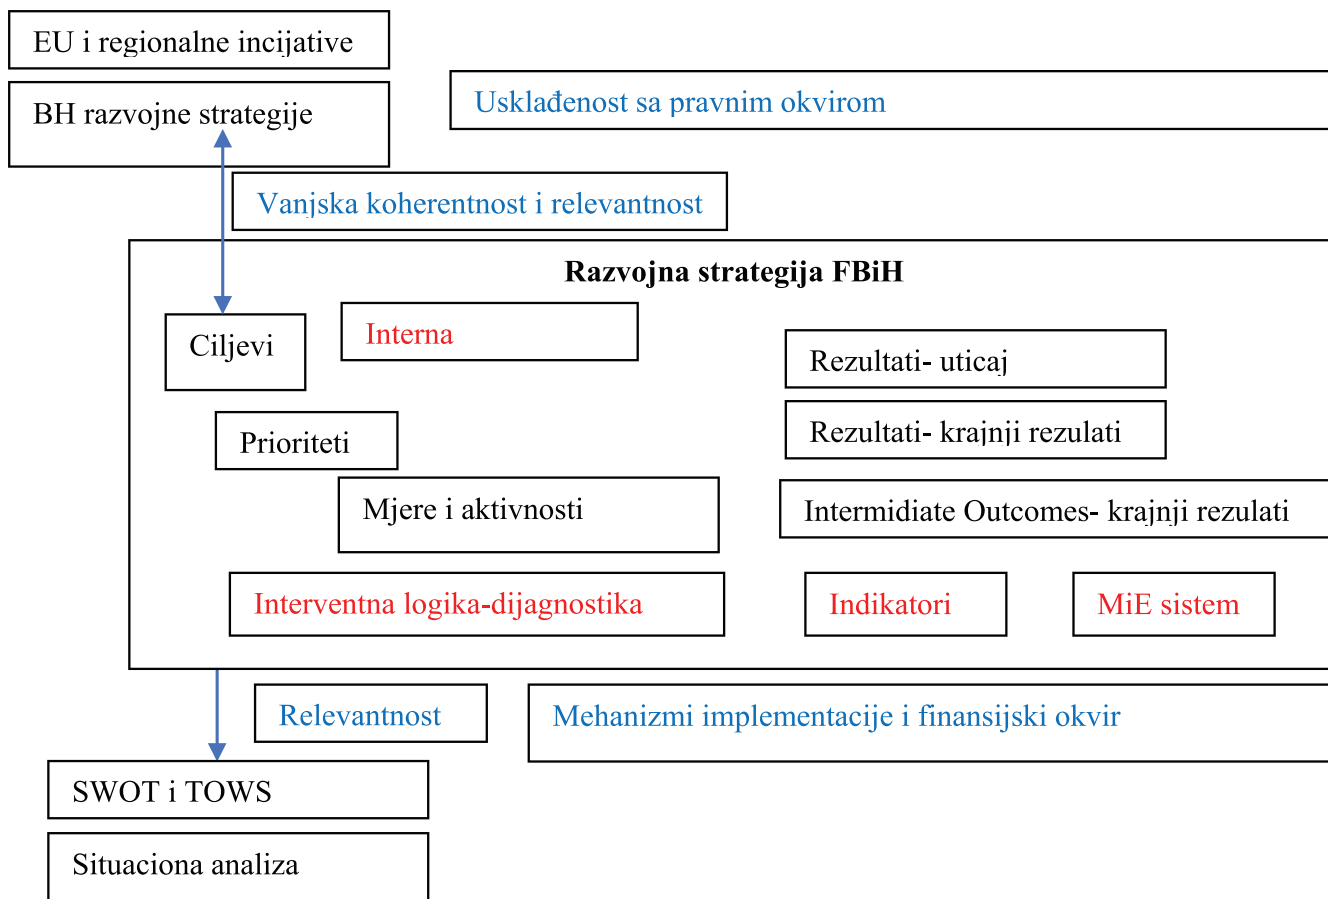 EU i regionalne incijative
BH razvojne strategije
Usklađenost sa pravnim okvirom
Vanjska koherentnost i relevantnost
Razvojna strategija FBiH
Ciljevi
Interna
Rezultati- uticaj
Prioriteti
Rezultati- krajnji rezulati
Mjere i aktivnosti
Intermidiate Outcomes- krajnji rezulati
Interventna logika-dijagnostika
Indikatori
MiE sistem
Relevantnost
Mehanizmi implementacije i finansijski okvir
SWOT i TOWS
Situaciona analiza